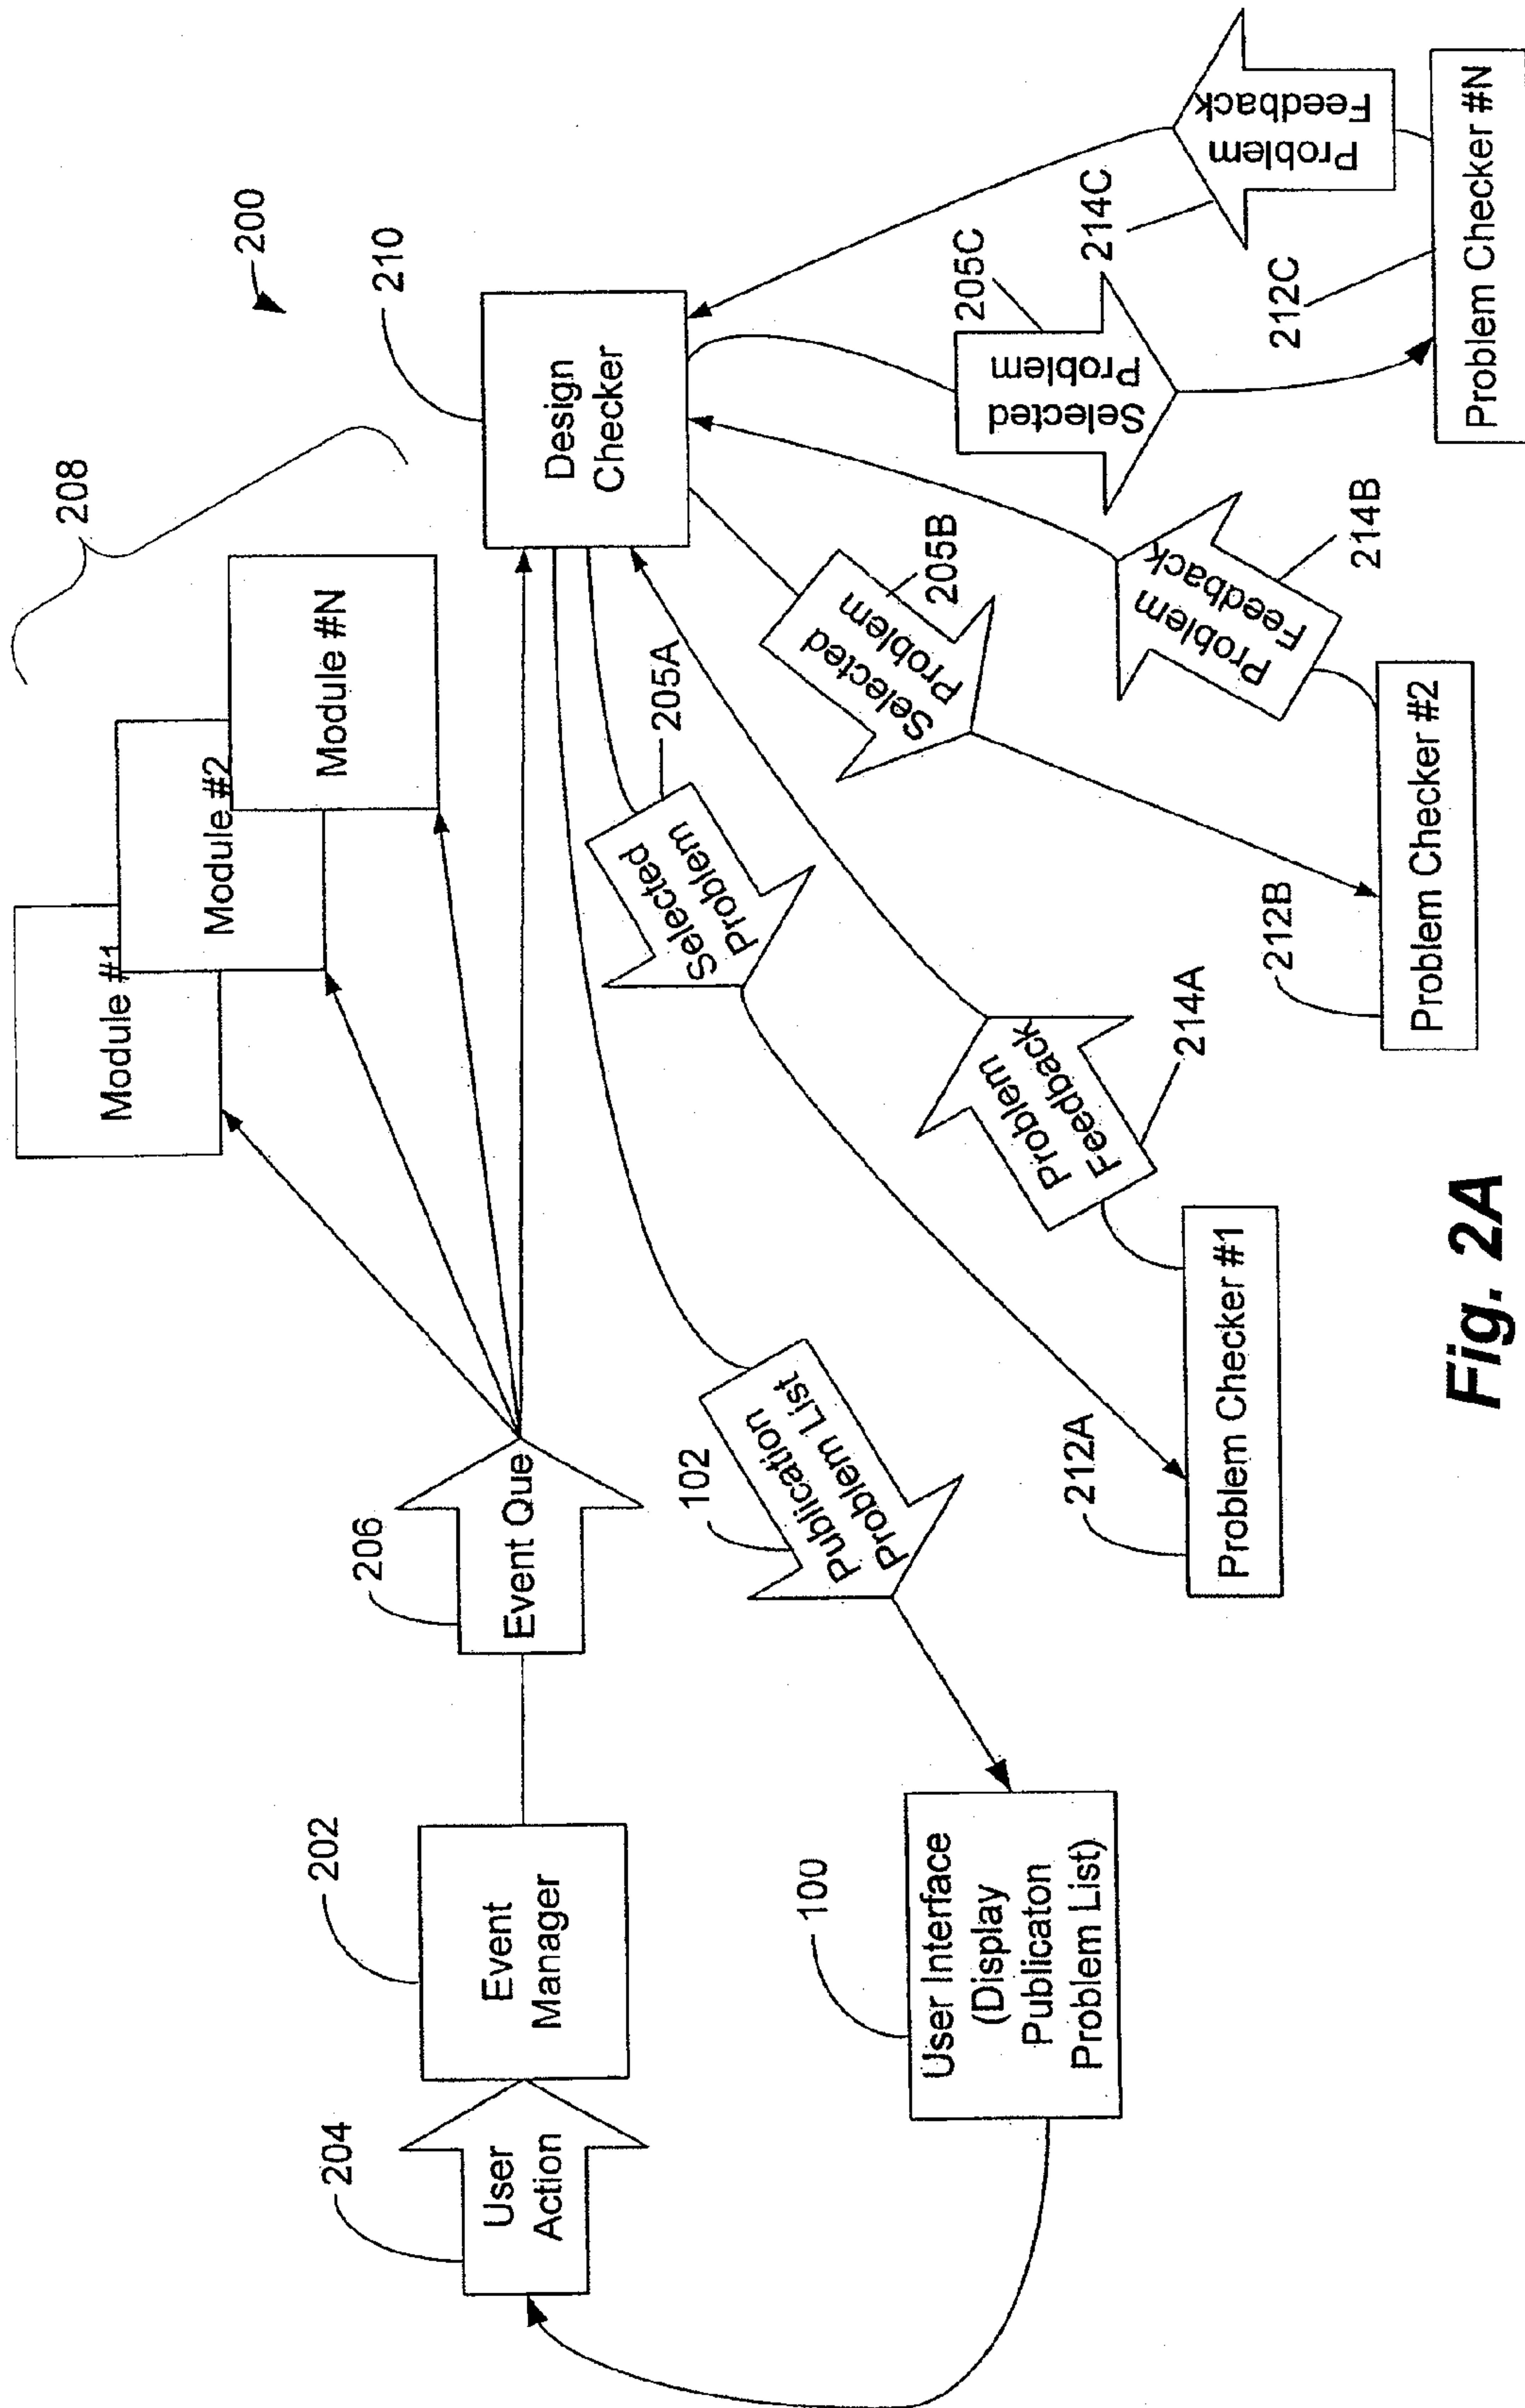 200
208
Module #1
Module #2
Module #N
210
Design
Checker
204
User
Action
202
Event
Manager
206
Event Que
100
User Interface
(Display
Publicaton
Problem List)
102
Publication
Problem List
205A
Selected
Problem
205B
Selected
Problem
205C
Selected
Problem
214A
Problem
Feedback
214B
Problem
Feedback
214C
Problem
Feedback
212A
Problem Checker #1
212B
Problem Checker #2
212C
Problem Checker #N
Fig. 2A